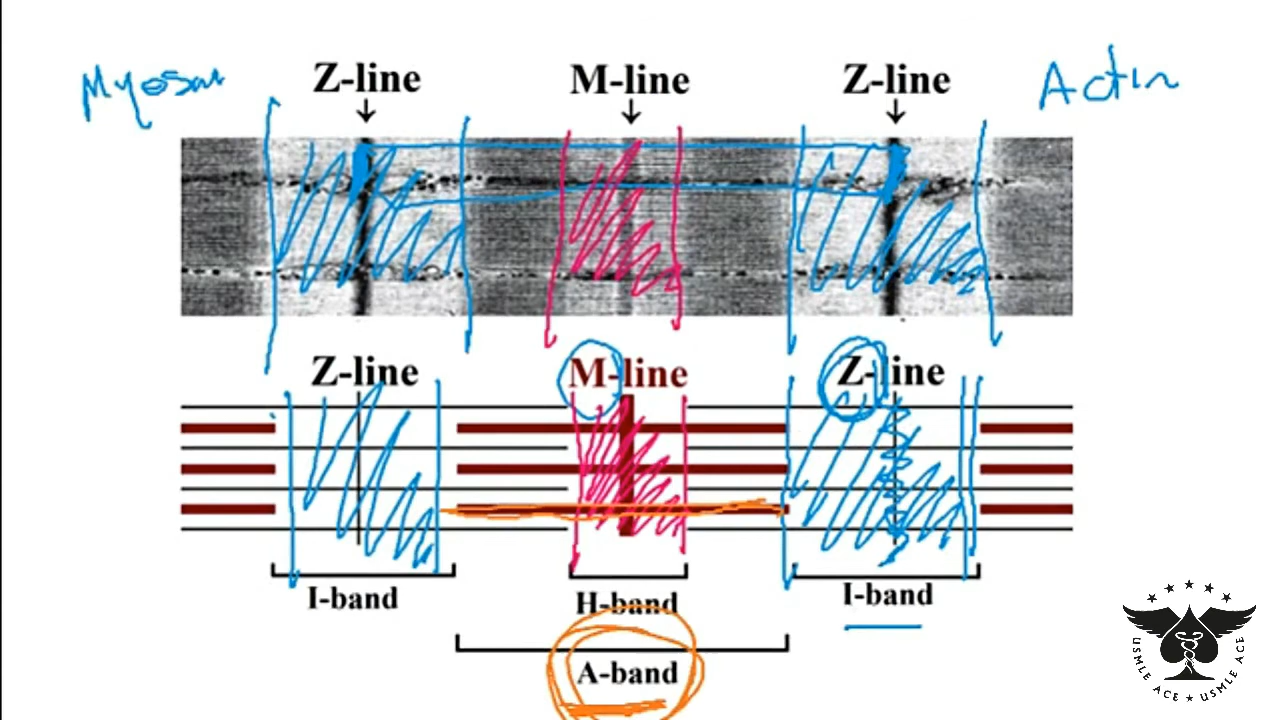 Myosin
Z-line
M-line
Z-line
Actin
Z-line
M-line
Z-line
I-band
H-band
I-band
A-band
USMLE ACE ★ USMLE ACE